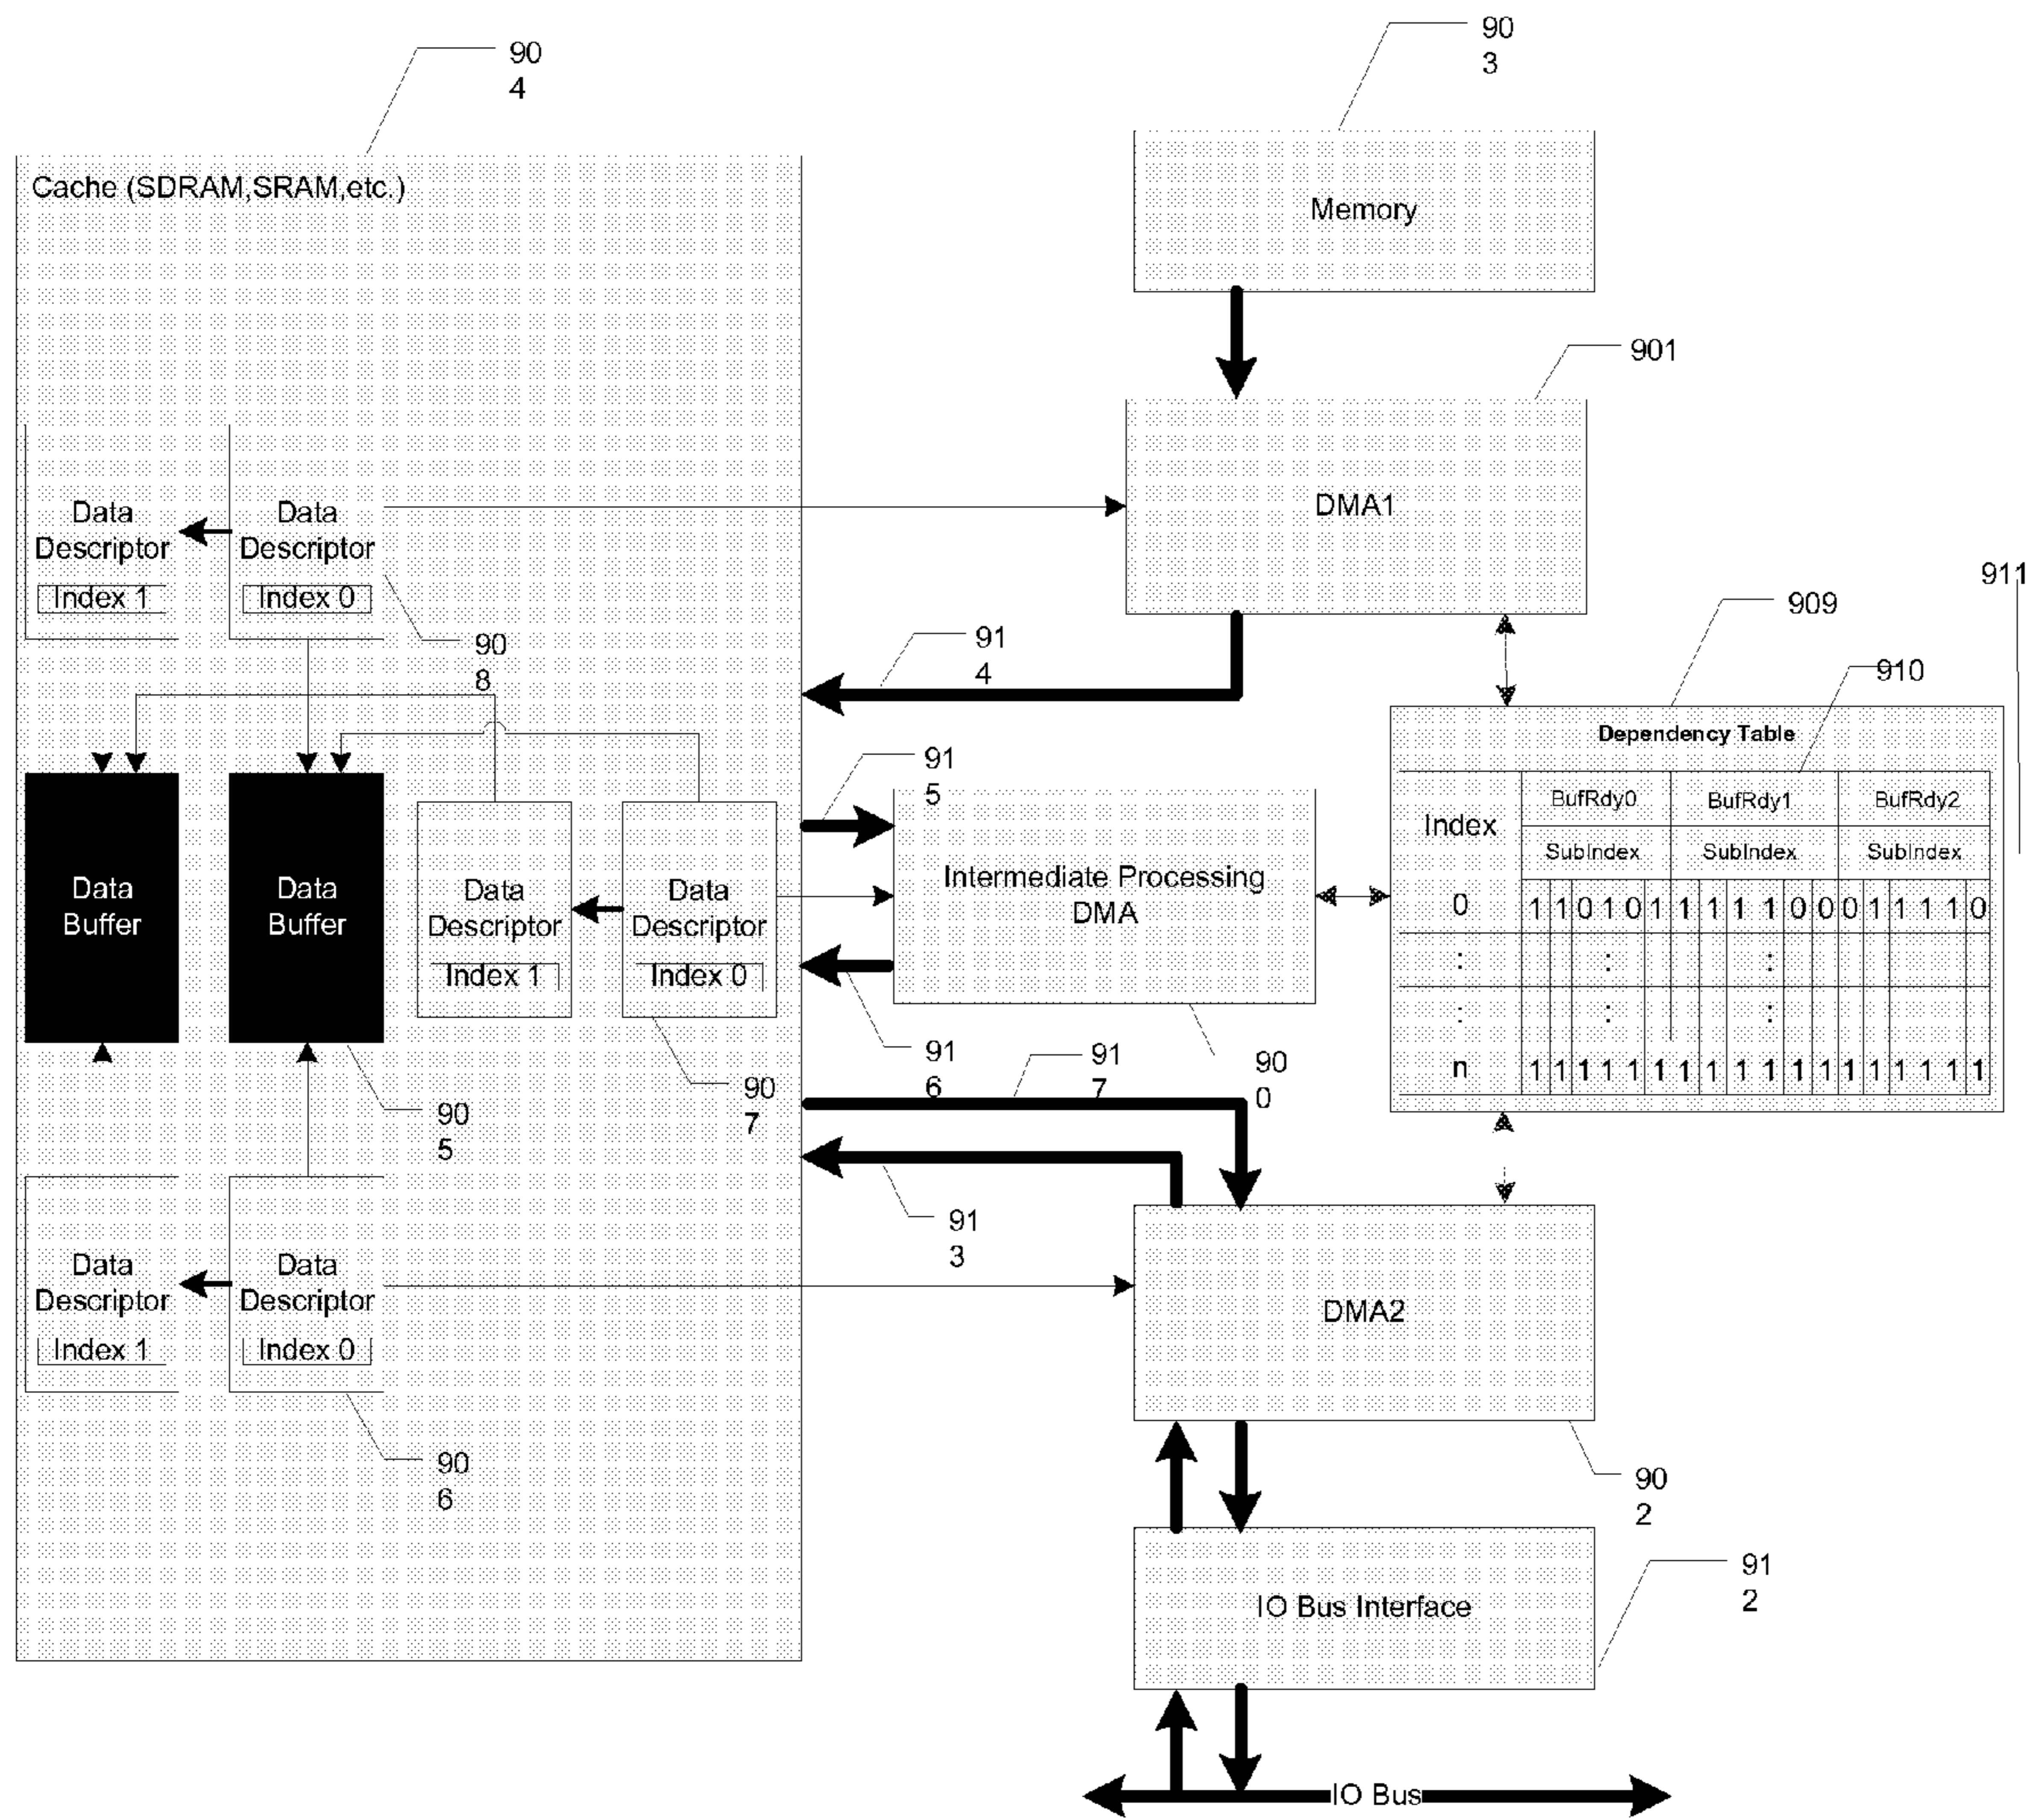 90
4
90
3
Cache (SDRAM,SRAM,etc.)
Memory
901
DMA1
Data
Descriptor
Index 1
Data
Descriptor
Index 0
90
8
91
4
911
909
910
Dependency Table
Index
BufRdy0
BufRdy1
BufRdy2
SubIndex
SubIndex
SubIndex
0 1 1 0 1 0 1 1 1 1 1 0 0 0 1 1 1 1 0
: : :
: : :
n 1 1 1 1 1 1 1 1 1 1 1 1 1 1 1 1 1 1
91
5
Data
Buffer
Data
Buffer
Data
Descriptor
Index 1
Data
Descriptor
Index 0
Intermediate Processing
DMA
91
6
91
7
90
0
90
5
90
7
91
3
Data
Descriptor
Index 1
Data
Descriptor
Index 0
DMA2
90
6
90
2
IO Bus Interface
91
2
IO Bus